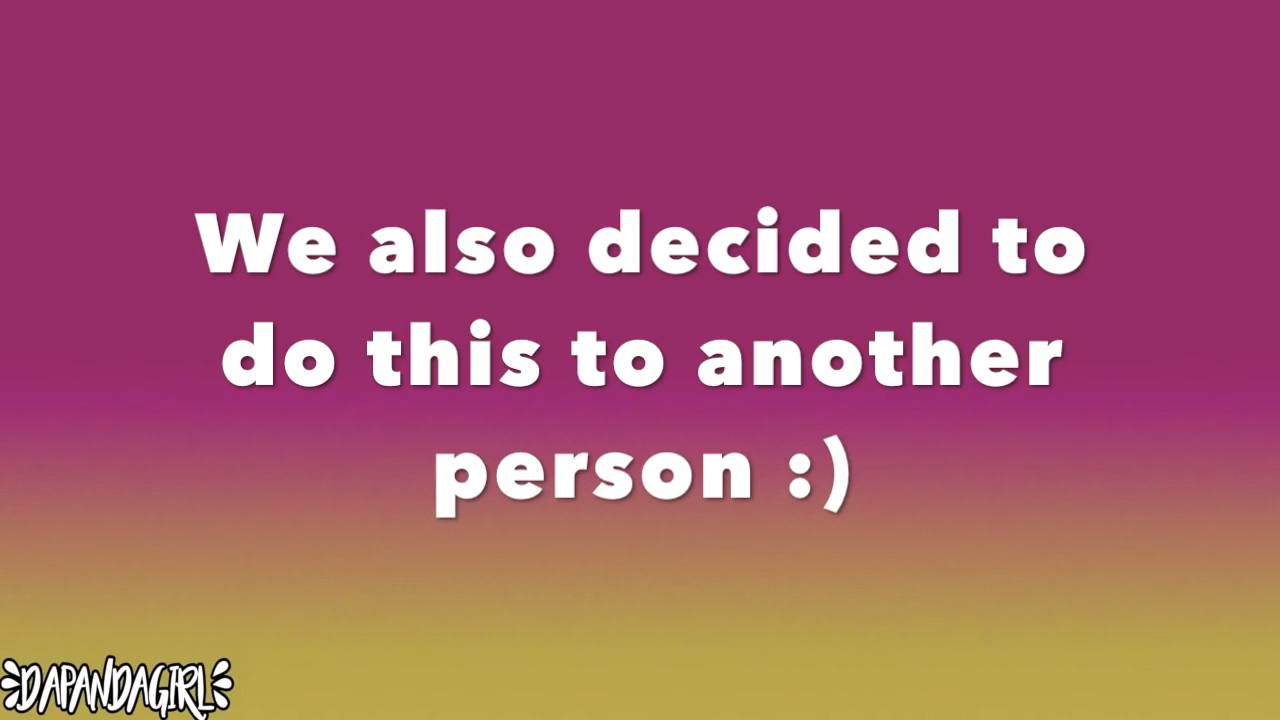 We also decided to
do this to another
person :)
DAPANDAGIRL